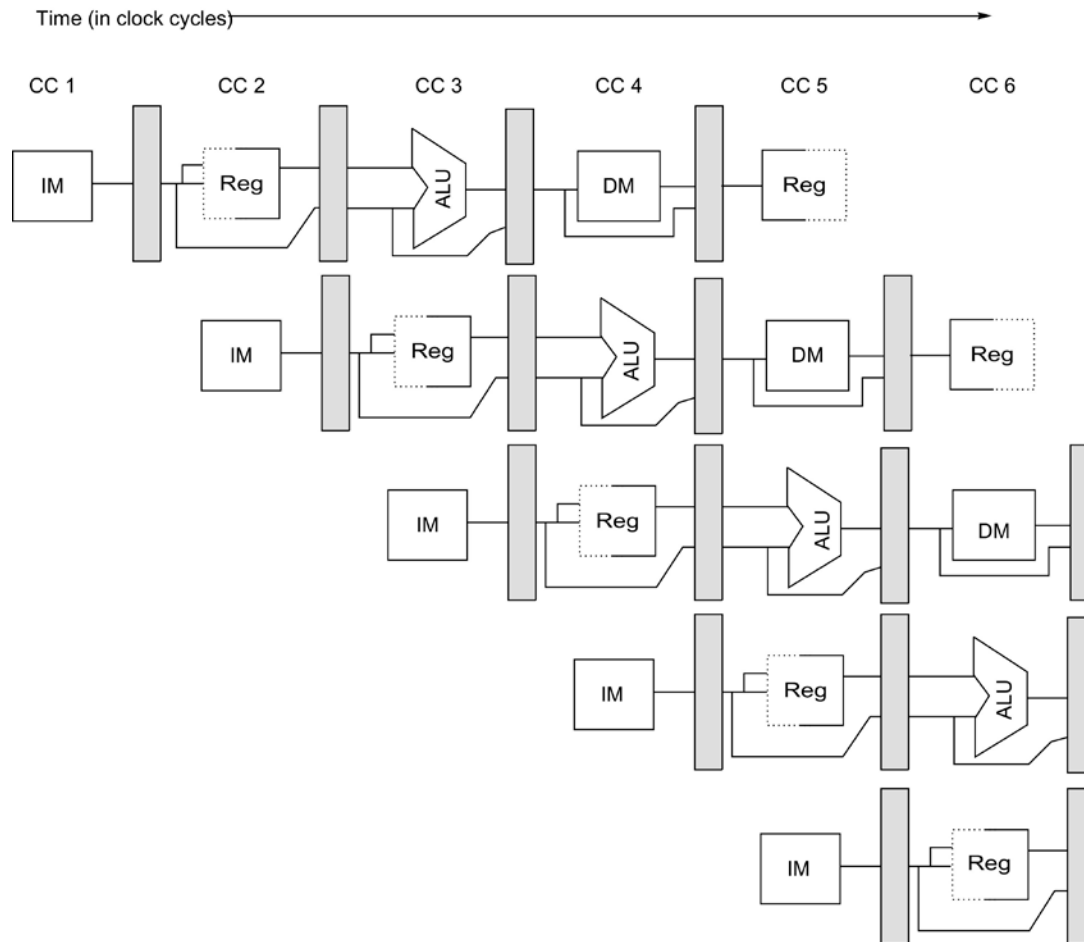 Time (in clock cycles)
CC 1 CC 2 CC 3 CC 4 CC 5 CC 6
IM Reg ALU DM Reg
IM Reg ALU DM Reg
IM Reg ALU DM
IM Reg ALU
IM Reg